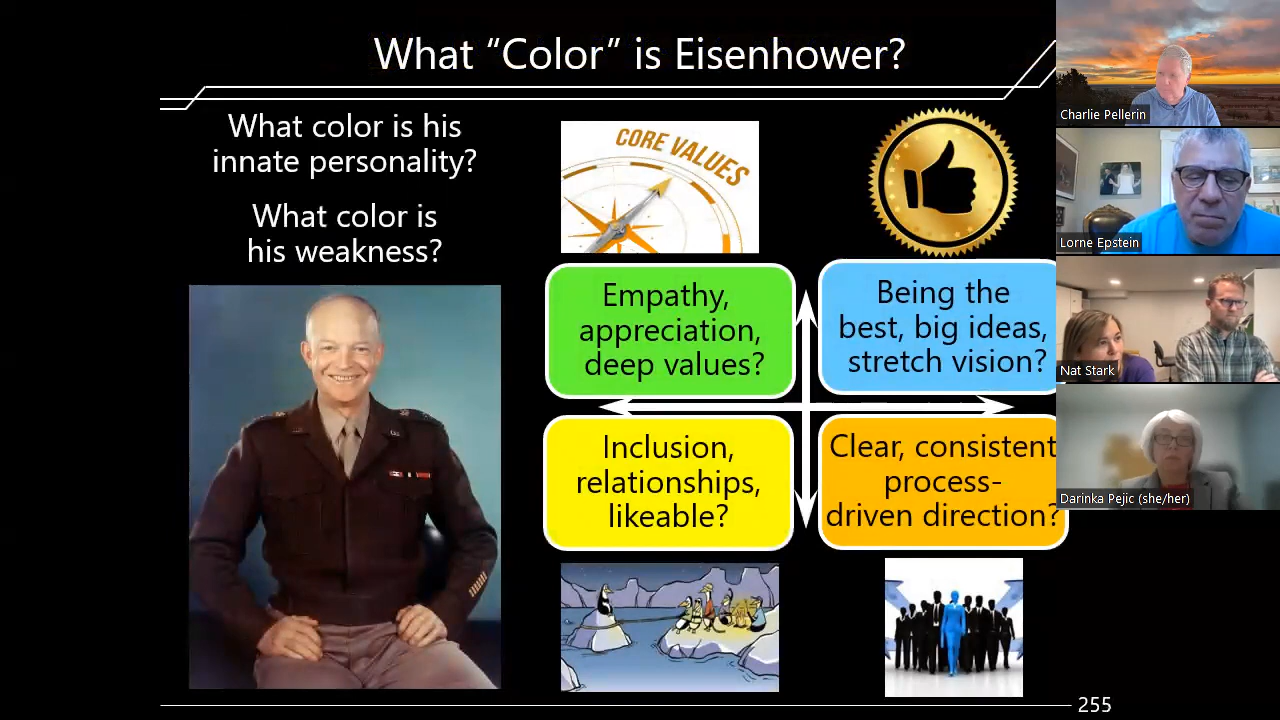 What “Color” is Eisenhower?
What color is his
innate personality?
What color is
his weakness?
CORE VALUES
Empathy,
appreciation,
deep values?
Being the
best, big ideas,
stretch vision?
Inclusion,
relationships,
likeable?
Clear, consistent
process-
driven direction?
255
Charlie Pellerin
Lorne Epstein
Nat Stark
Darinka Pejic (she/her)